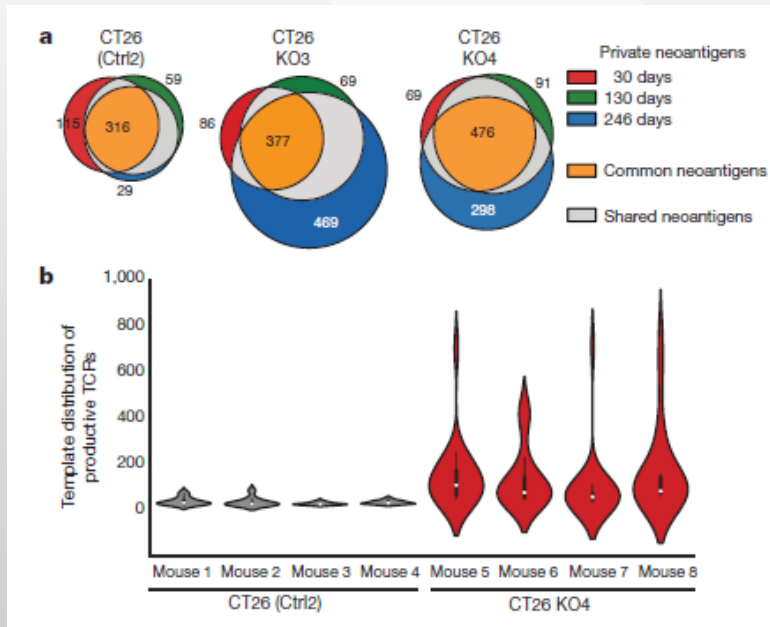 a
CT26
(Ctrl2)
59
115
316
29
CT26
KO3
69
86
377
469
CT26
KO4
91
69
476
298
Private neoantigens
30 days
130 days
246 days
Common neoantigens
Shared neoantigens
b
Template distribution of
productive TCRs
1,000
800
600
400
200
0
Mouse 1 Mouse 2 Mouse 3 Mouse 4 Mouse 5 Mouse 6 Mouse 7 Mouse 8
CT26 (Ctrl2) CT26 KO4